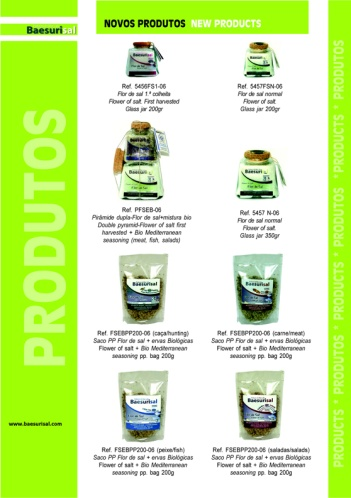 Baesurisal
NOVOS PRODUTOS NEW PRODUCTS
Ref. 5456FS1-06
Flor de sal 1.ª colheita
Flower of salt. First harvested
Glass jar 200gr
Ref. 5457FSN-06
Flor de sal normal
Flower of salt.
Glass jar 200gr
Ref. PFSEB-06
Pirâmide dupla-Flor de sal+mistura bio
Double pyremid-Flower of salt first
harvested + Bio Mediterranean
seasoning (meat, fish, salads)
Ref. 5457 N-06
Flor de sal normal
Flower of salt.
Glass jar 350gr
Baesurisal
Baesurisal
Ref. FSEBPP200-06 (caça/hunting)
Saco PP Flor de sal + ervas Biológicas
Flower of salt + Bio Mediterranean
seasoning pp. bag 200g
Ref. FSEBPP200-06 (carne/meat)
Saco PP Flor de sal + ervas Biológicas
Flower of salt + Bio Mediterranean
seasoning pp. bag 200g
Baesurisal
Baesurisal
Ref. FSEBPP200-06 (peixe/fish)
Saco PP Flor de sal + ervas Biológicas
Flower of salt + Bio Mediterranean
seasoning pp. bag 200g
Ref. FSEBPP200-06 (saladas/salads)
Saco PP Flor de sal + ervas Biológicas
Flower of salt + Bio Mediterranean
seasoning pp. bag 200g
PRODUTOS
www.baesurisal.com
PRODUCTS * PRODUTOS * PRODUCTS * PRODUTOS * PRODUCTS